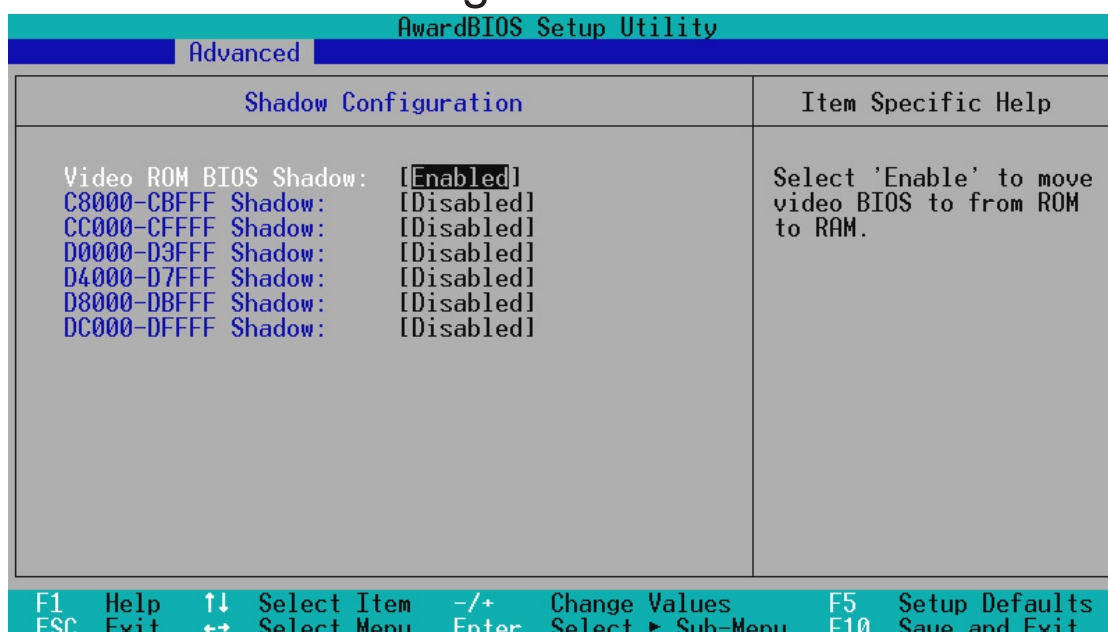 AwardBIOS Setup Utility
Advanced
Shadow Configuration
Item Specific Help
Video ROM BIOS Shadow: [Enabled]
C8000-CBFFF Shadow: [Disabled]
CC000-CFFFF Shadow: [Disabled]
D0000-D3FFF Shadow: [Disabled]
D4000-D7FFF Shadow: [Disabled]
D8000-DBFFF Shadow: [Disabled]
DC000-DFFFF Shadow: [Disabled]
Select 'Enable' to move
video BIOS to from ROM
to RAM.
F1 Help ↑↓ Select Item -/+ Change Values F5 Setup Defaults
ESC Exit ←→ Select Menu Enter Select ► Sub-Menu F10 Save and Exit